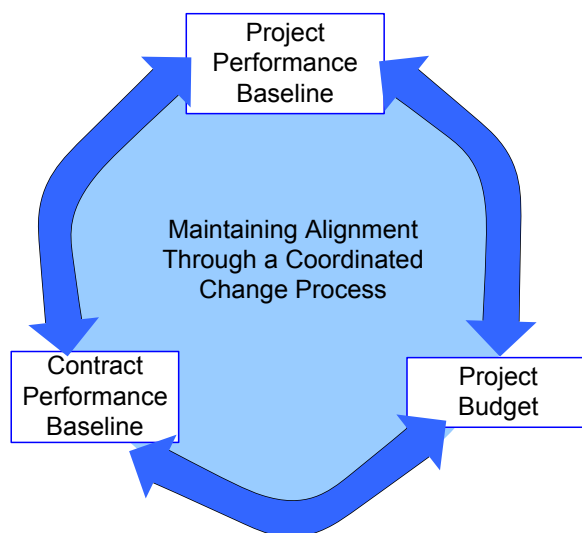 Project
Performance
Baseline
Maintaining Alignment
Through a Coordinated
Change Process
Contract
Performance
Baseline
Project
Budget